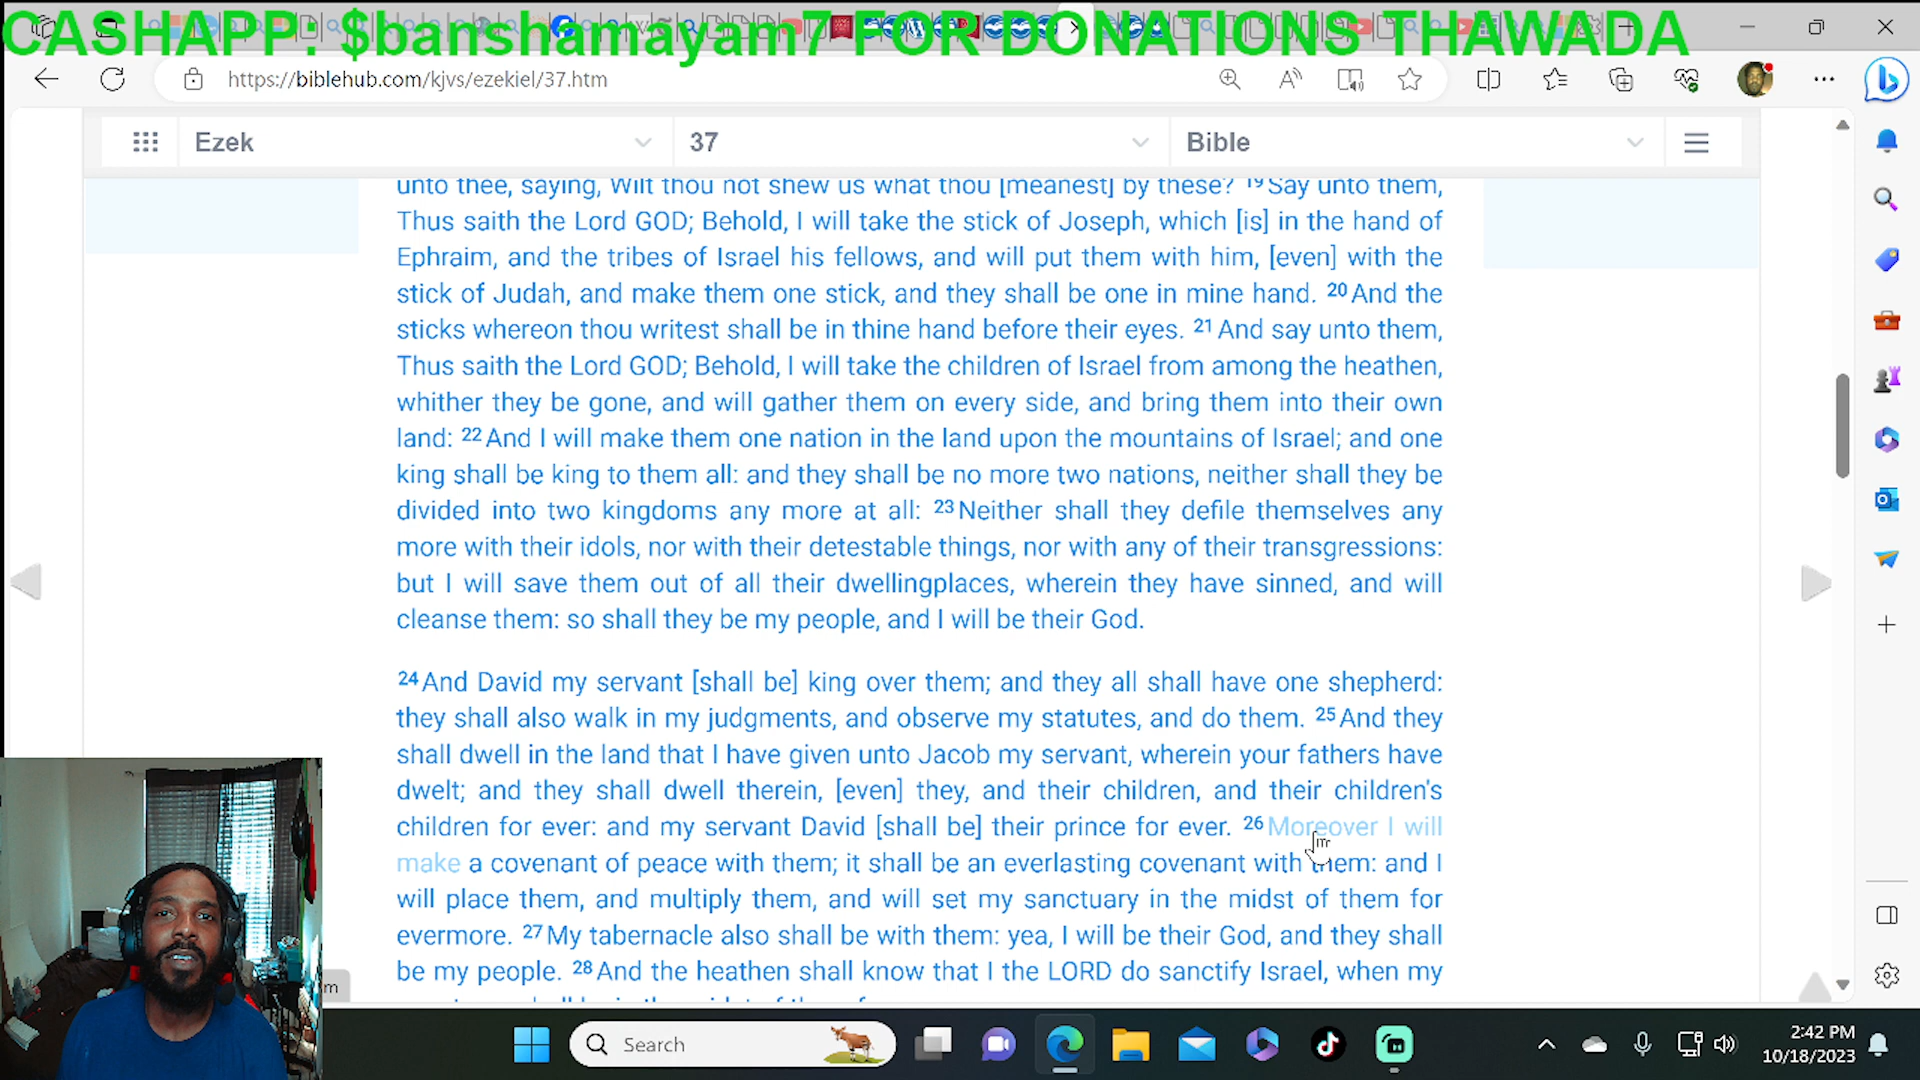 CASHAPP: $banshamayam7 FOR DONATIONS THAWADA
https://biblehub.com/kjvs/ezekiel/37.htm
Ezek 37 Bible
unto thee, saying, Wilt thou not shew us what thou [meanest] by these? 19 Say unto them,
Thus saith the Lord GOD; Behold, I will take the stick of Joseph, which [is] in the hand of
Ephraim, and the tribes of Israel his fellows, and will put them with him, [even] with the
stick of Judah, and make them one stick, and they shall be one in mine hand. 20 And the
sticks whereon thou writest shall be in thine hand before their eyes. 21 And say unto them,
Thus saith the Lord GOD; Behold, I will take the children of Israel from among the heathen,
whither they be gone, and will gather them on every side, and bring them into their own
land: 22 And I will make them one nation in the land upon the mountains of Israel; and one
king shall be king to them all: and they shall be no more two nations, neither shall they be
divided into two kingdoms any more at all: 23 Neither shall they defile themselves any
more with their idols, nor with their detestable things, nor with any of their transgressions:
but I will save them out of all their dwellingplaces, wherein they have sinned, and will
cleanse them: so shall they be my people, and I will be their God.
24 And David my servant [shall be] king over them; and they all shall have one shepherd:
they shall also walk in my judgments, and observe my statutes, and do them. 25 And they
shall dwell in the land that I have given unto Jacob my servant, wherein your fathers have
dwelt; and they shall dwell therein, [even] they, and their children, and their children's
children for ever: and my servant David [shall be] their prince for ever. 26 Moreover I will
make a covenant of peace with them; it shall be an everlasting covenant with them: and I
will place them, and multiply them, and will set my sanctuary in the midst of them for
evermore. 27 My tabernacle also shall be with them: yea, I will be their God, and they shall
be my people. 28 And the heathen shall know that I the LORD do sanctify Israel, when my
m
Search
2:42 PM
10/18/2023